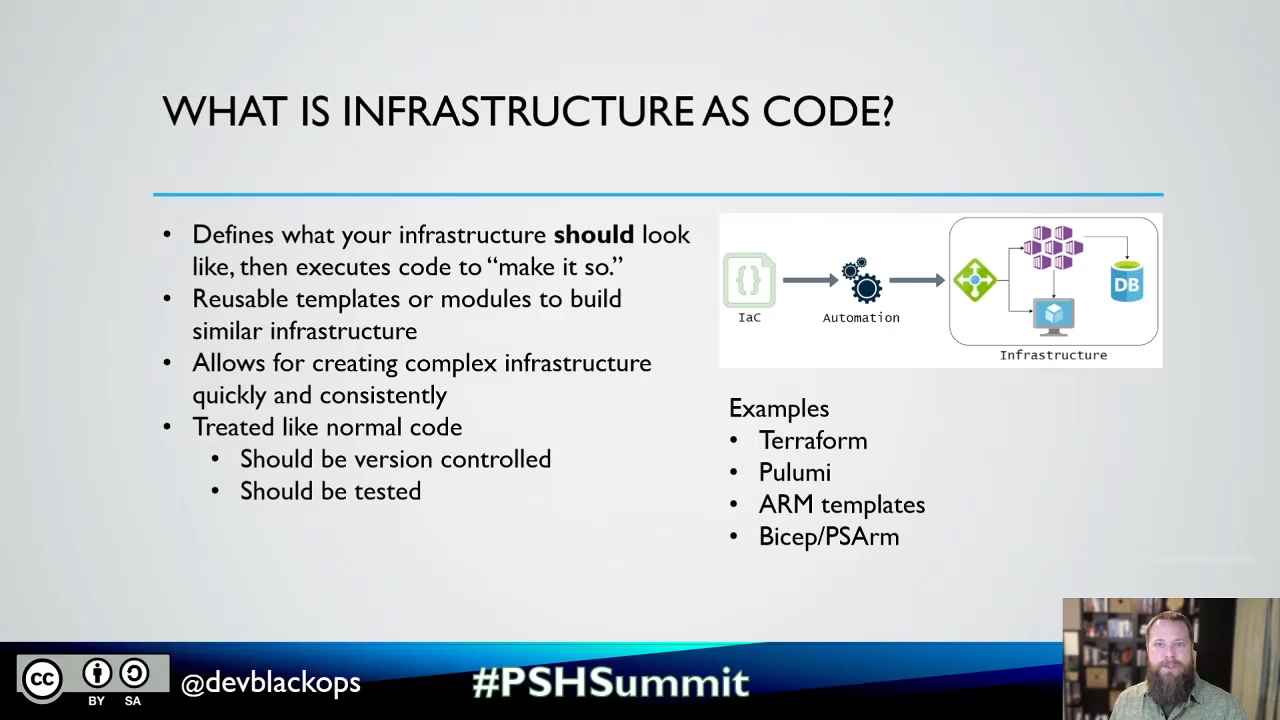 WHAT IS INFRASTRUCTURE AS CODE?
• Defines what your infrastructure should look
like, then executes code to “make it so.”
• Reusable templates or modules to build
similar infrastructure
• Allows for creating complex infrastructure
quickly and consistently
• Treated like normal code
• Should be version controlled
• Should be tested
{}
IaC
Automation
DB
Infrastructure
Examples
• Terraform
• Pulumi
• ARM templates
• Bicep/PSArm
CC
BY SA
@devblackops
#PSHSummit